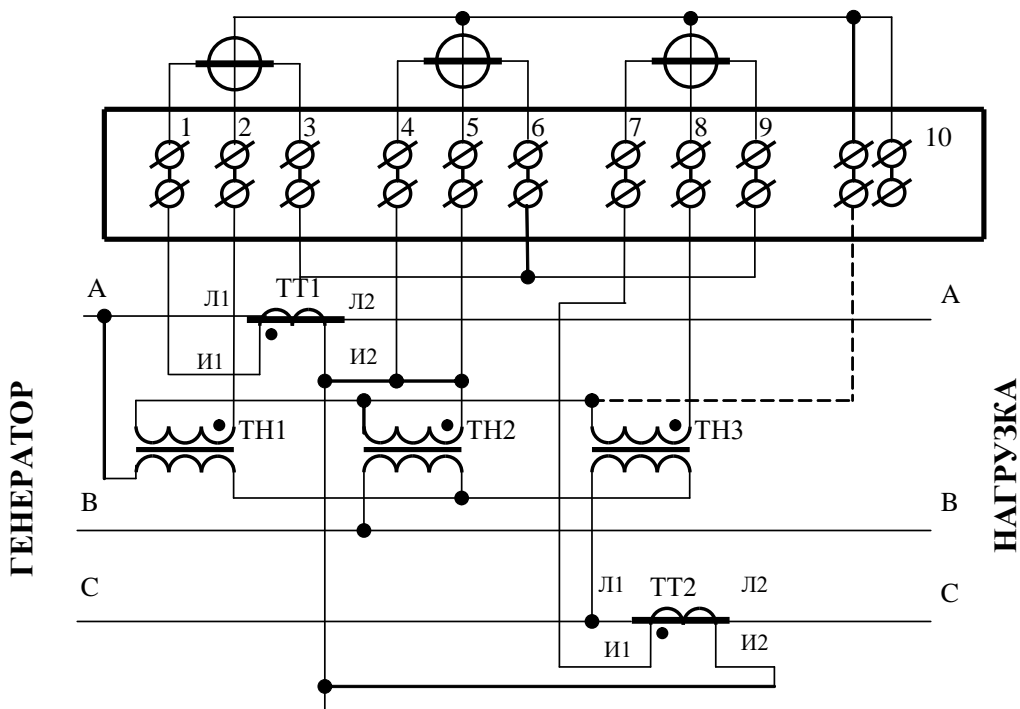 1 2 3 4 5 6 7 8 9 10
А Л1 ТТ1 Л2 А
И1 И2
ТН1 ТН2 ТН3
ГЕНЕРАТОР
НАГРУЗКА
В В
С Л1 ТТ2 Л2 С
И1 И2